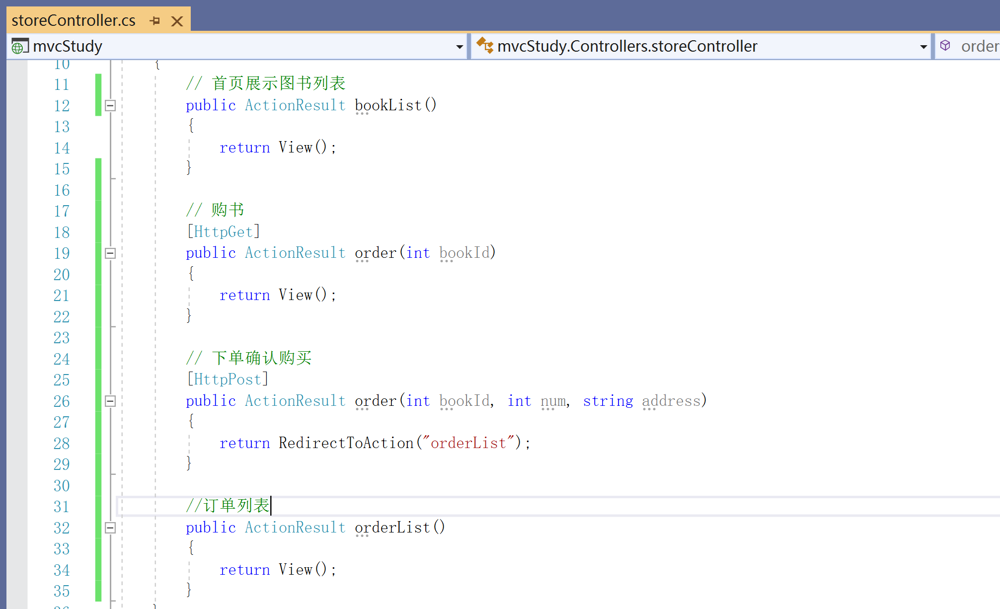 storeController.cs
mvcStudy mvcStudy.Controllers.storeController order
10 {
11 // 首页展示图书列表
12 public ActionResult bookList()
13 {
14 return View();
15 }
16
17 // 购书
18 [HttpGet]
19 public ActionResult order(int bookId)
20 {
21 return View();
22 }
23
24 // 下单确认购买
25 [HttpPost]
26 public ActionResult order(int bookId, int num, string address)
27 {
28 return RedirectToAction("orderList");
29 }
30
31 //订单列表
32 public ActionResult orderList()
33 {
34 return View();
35 }
36 }